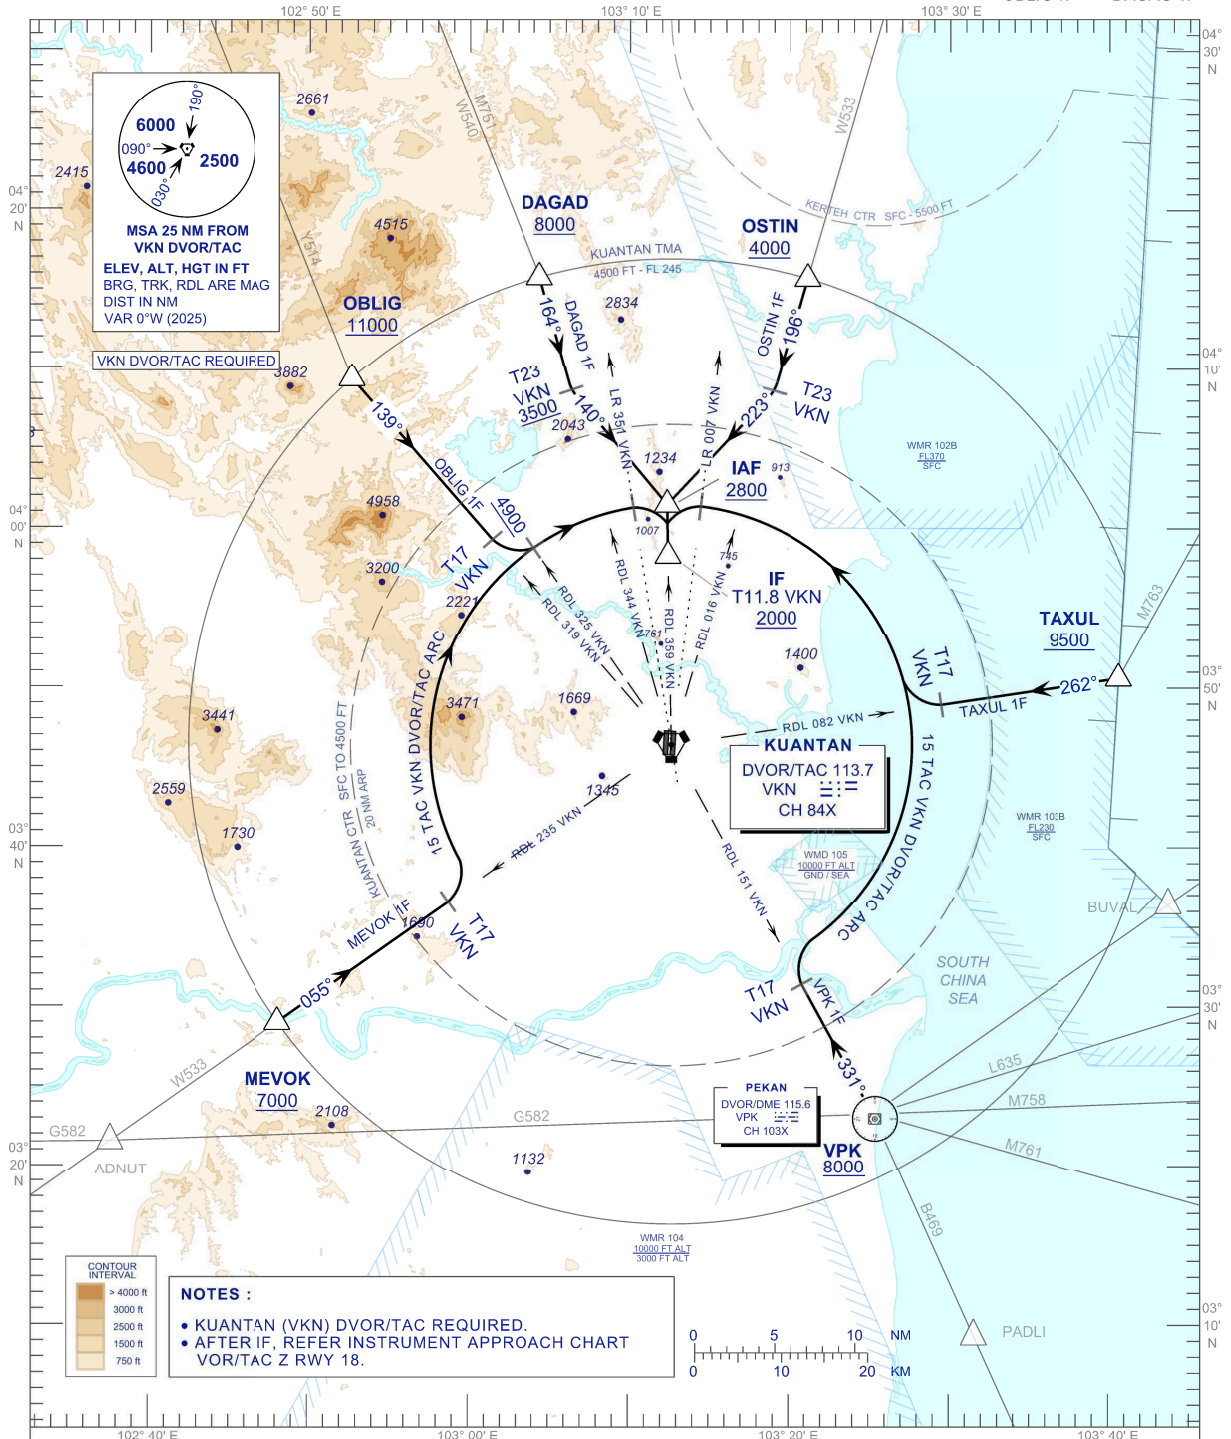 102° 50' E
103° 10' E
103° 30' E
04°
30'
N
190°
6000
090°
4600
2500
030°
MSA 25 NM FROM
VKN DVOR/TAC
ELEV, ALT, HGT IN FT
BRG, TRK, RDL ARE MAG
DIST IN NM
VAR 0°W (2025)
VKN DVOR/TAC REQUIRED
2661
2415
4515
3882
04°
20'
N
Y514
W540
M751
W533
DAGAD
8000
OSTIN
4000
KERTEH CTR SFC - 5500 FT
KUANTAN TMA
4500 FT - FL 245
OBLIG
11000
2834
164°
DAGAD 1F
OSTIN 1F
196°
T23
VKN
3500
T23
VKN
04°
10'
N
139°
OBLIG 1F
140°
223°
LR 351 VKN
LR 007 VKN
2043
1234
913
IAF
2800
WMR 102B
FL370
SFC
4958
4900
1007
745
04°
00'
N
T17
VKN
3200
2221
RDL 325 VKN
RDL 319 VKN
RDL 344 VKN
RDL 359 VKN
RDL 016 VKN
761
IF
T11.8 VKN
2000
1400
TAXUL
9500
M763
T17
VKN
262°
TAXUL 1F
03°
50'
N
RDL 082 VKN
3441
3471
1669
1345
2559
1730
15 TAC VKN DVOR/TAC ARC
KUANTAN CTR SFC TO 4500 FT
20 NM ARP
KUANTAN
DVOR/TAC 113.7
VKN
CH 84X
15 TAC VKN DVOR/TAC ARC
WMR 103B
FL230
SFC
WMD 105
10000 FT ALT
GND / SEA
03°
40'
N
RDL 235 VKN
RDL 151 VKN
BUVAL
MEVOK 1F
1690
T17
VKN
055°
T17
VKN
VPK 1F
331°
SOUTH
CHINA
SEA
03°
30'
N
W533
MEVOK
7000
2108
G582
G582
ADNUT
PEKAN
DVOR/DME 115.6
VPK
CH 103X
VPK
8000
L635
M758
M761
B469
1132
03°
20'
N
WMR 104
10000 FT ALT
3000 FT ALT
PADLI
CONTOUR
INTERVAL
> 4000 ft
3000 ft
2500 ft
1500 ft
750 ft
NOTES :
• KUANTAN (VKN) DVOR/TAC REQUIRED.
• AFTER IF, REFER INSTRUMENT APPROACH CHART
VOR/TAC Z RWY 18.
0 5 10 NM
0 10 20 KM
03°
10'
N
102° 40' E
103° 00' E
103° 20' E
103° 40' E